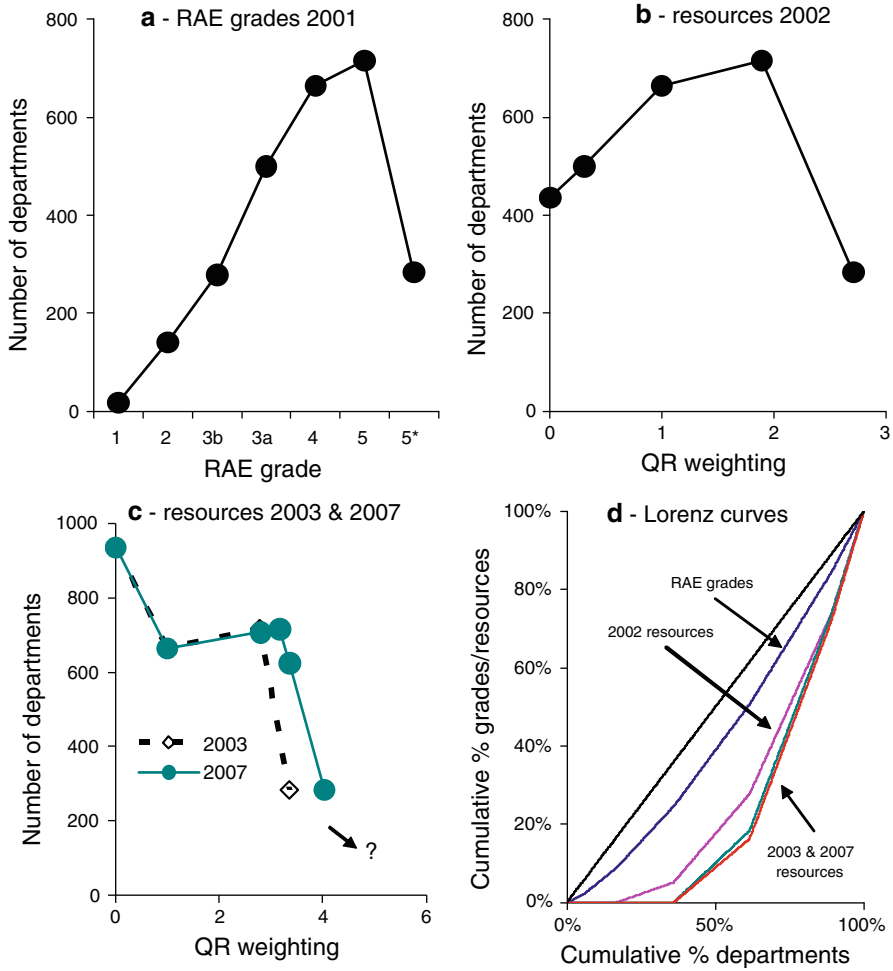 a - RAE grades 2001
Number of departments
800
600
400
200
0
1 2 3b 3a 4 5 5*
RAE grade
b - resources 2002
Number of departments
800
600
400
200
0
0 1 2 3
QR weighting
c - resources 2003 & 2007
Number of departments
1000
800
600
400
200
0
2003
2007
?
0 2 4 6
QR weighting
d - Lorenz curves
Cumulative % grades/resources
100%
80%
60%
40%
20%
0%
RAE grades
2002 resources
2003 & 2007
resources
0% 50% 100%
Cumulative % departments